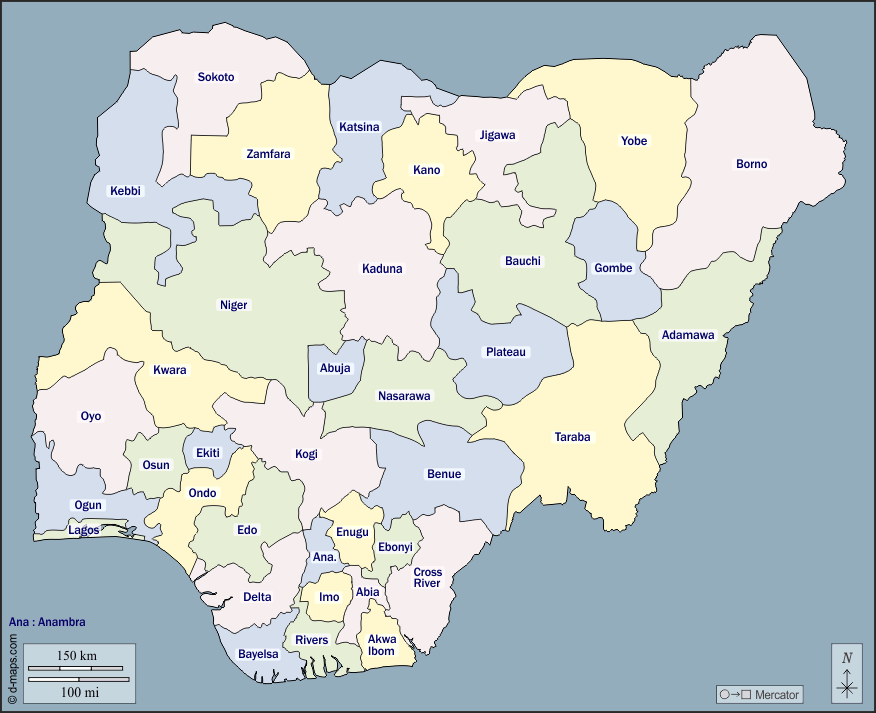 Sokoto
Katsina
Jigawa
Yobe
Borno
Zamfara
Kano
Kebbi
Kaduna
Bauchi
Gombe
Niger
Adamawa
Plateau
Abuja
Kwara
Nasarawa
Oyo
Taraba
Kogi
Ekiti
Osun
Benue
Ondo
Ogun
Lagos
Edo
Enugu
Ebonyi
Ana.
Cross
River
Delta
Imo
Abia
Rivers
Akwa
Ibom
Bayelsa
Ana : Anambra
150 km
100 mi
© d-maps.com
N
Mercator